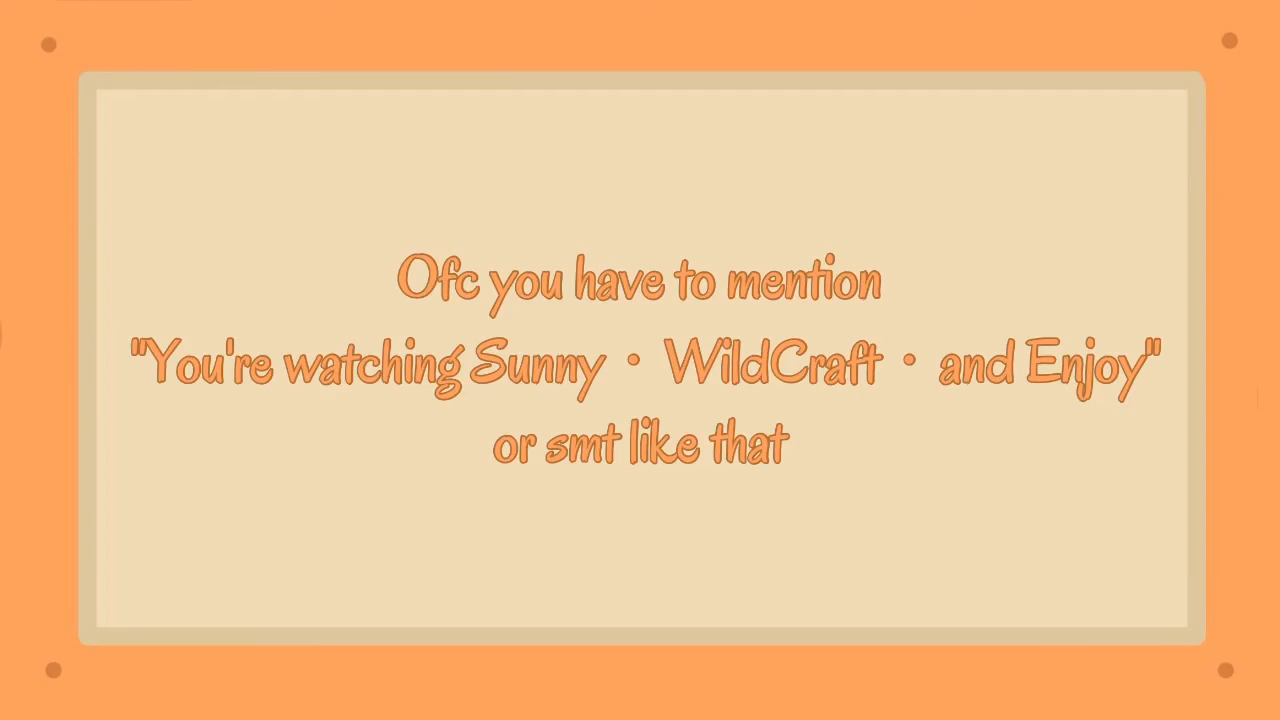 Ofc you have to mention
"You're watching Sunny • WildCraft • and Enjoy"
or smt like that